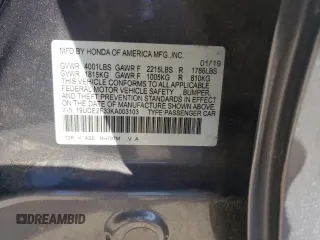 MFD BY HONDA OF AMERICA MFG., INC. 01/19
GVWR 4001LBS GAWR F 2215LBS R 1786LBS
GVWR 1815KG GAWR F 1005KG R 810KG
THIS VEHICLE CONFORMS TO ALL APPLICABLE
FEDERAL MOTOR VEHICLE SAFETY, BUMPER,
AND THEFT PREVENTION STANDARDS IN EFFECT
ON THE DATE OF MANUFACTURE SHOWN ABOVE.
V.I.N. 19UDE2F33KA003103 TYPE:PASSENGER CAR
NH797M
DREAMBID